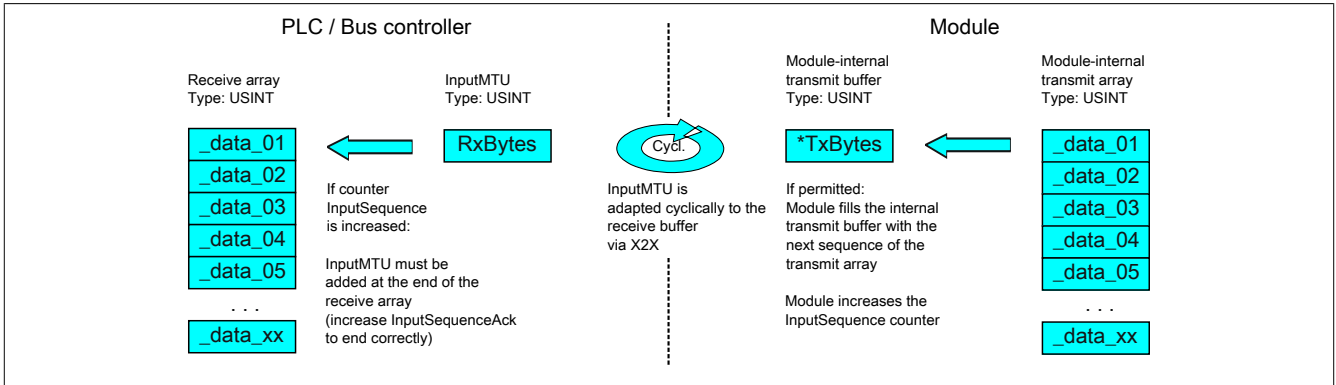 PLC / Bus controller
Module
Receive array
Type: USINT
InputMTU
Type: USINT
Module-internal
transmit buffer
Type: USINT
Module-internal
transmit array
Type: USINT
_data_01
_data_02
_data_03
_data_04
_data_05
. . .
_data_xx
RxBytes
If counter
InputSequence
is increased:
InputMTU must be
added at the end of the
receive array
(increase InputSequenceAck
to end correctly)
Cycl.
InputMTU is
adapted cyclically to the
receive buffer
via X2X
*TxBytes
If permitted:
Module fills the internal
transmit buffer with the
next sequence of the
transmit array
Module increases the
InputSequence counter
_data_01
_data_02
_data_03
_data_04
_data_05
. . .
_data_xx